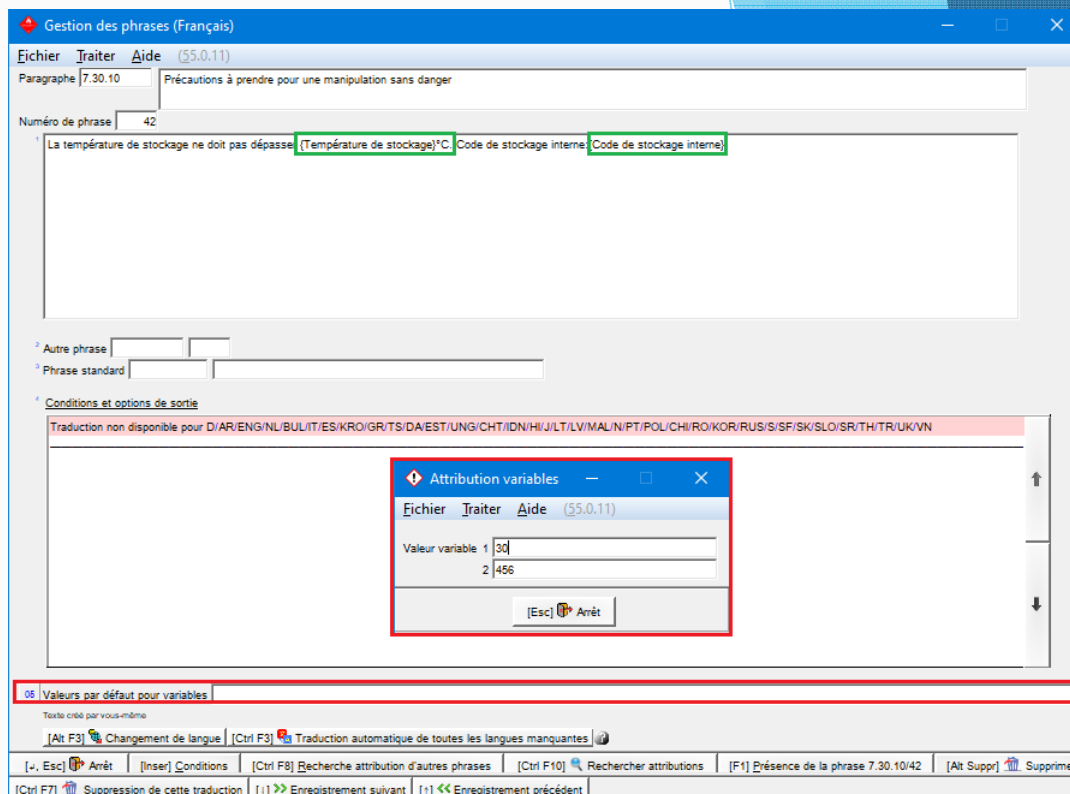 Gestion des phrases (Français)
Fichier Traiter Aide (55.0.11)
Paragraphe 7.30.10 Précautions à prendre pour une manipulation sans danger
Numéro de phrase 42
1 La température de stockage ne doit pas dépasser {Température de stockage}°C. Code de stockage interne:{Code de stockage interne}
2 Autre phrase
3 Phrase standard
4 Conditions et options de sortie
Traduction non disponible pour D/AR/ENG/NL/BUL/IT/ES/KRO/GR/TS/DA/EST/UNG/CHT/IDN/HI/J/LT/LV/MAL/N/PT/POL/CHI/RO/KOR/RUS/S/SF/SK/SLO/SR/TH/TR/UK/VN
Attribution variables
Fichier Traiter Aide (55.0.11)
Valeur variable 1 30
2 456
[Esc] Arrêt
05 Valeurs par défaut pour variables
Texte créé par vous-même
[Alt F3] Changement de langue [Ctrl F3] Traduction automatique de toutes les langues manquantes
[↵, Esc] Arrêt [Inser] Conditions [Ctrl F8] Recherche attribution d'autres phrases [Ctrl F10] Rechercher attributions [F1] Présence de la phrase 7.30.10/42 [Alt Suppr] Supprime
[Ctrl F7] Suppression de cette traduction [↓] Enregistrement suivant [↑] Enregistrement précédent